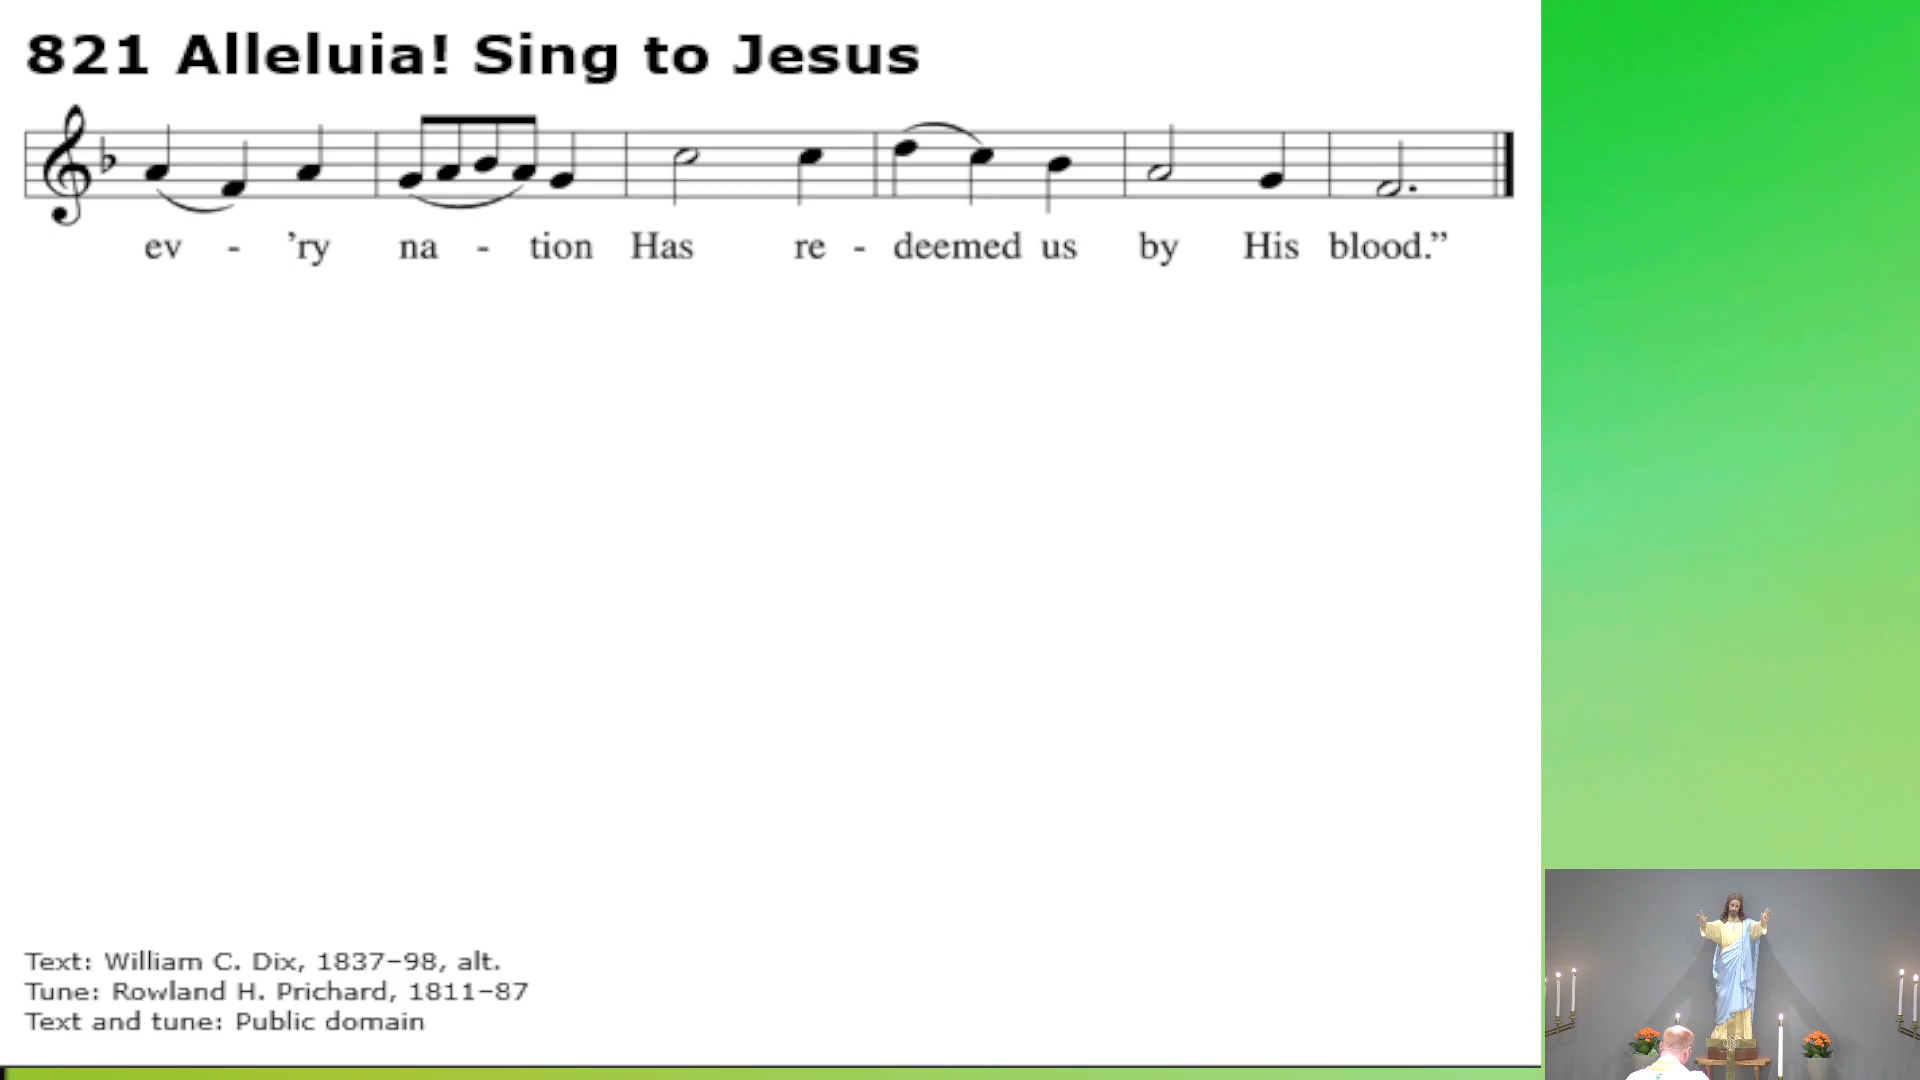 821 Alleluia! Sing to Jesus
ev - ’ry na - tion Has re - deemed us by His blood.”
Text: William C. Dix, 1837–98, alt.
Tune: Rowland H. Prichard, 1811–87
Text and tune: Public domain